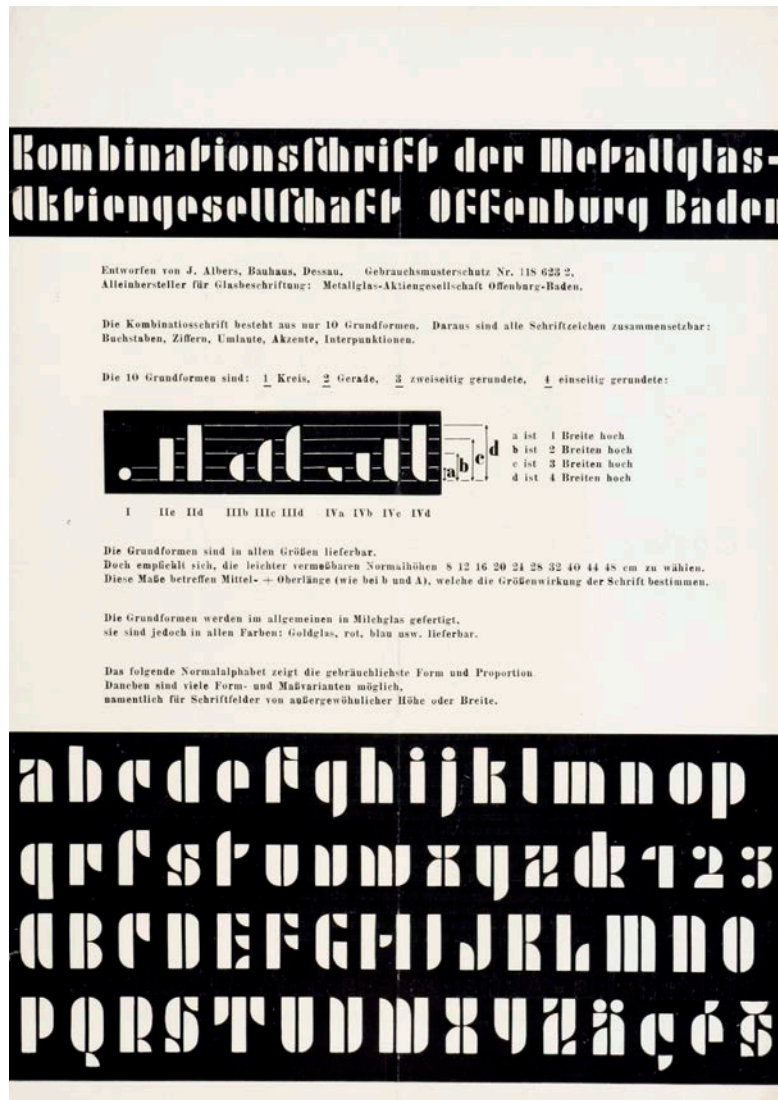 Kombinationsſchrift der Metallglas-
Aktiengesellſchaft Offenburg Baden
Entworfen von J. Albers, Bauhaus, Dessau. Gebrauchsmusterschutz Nr. 118 623 2.
Alleinhersteller für Glasbeschriftung: Metallglas-Aktiengesellschaft Offenburg-Baden.
Die Kombinatiosschrift besteht aus nur 10 Grundformen. Daraus sind alle Schriftzeichen zusammensetzbar:
Buchstaben, Ziffern, Umlaute, Akzente, Interpunktionen.
Die 10 Grundformen sind: 1 Kreis, 2 Gerade, 3 zweiseitig gerundete, 4 einseitig gerundete:
a b c d
a ist 1 Breite hoch
b ist 2 Breiten hoch
c ist 3 Breiten hoch
d ist 4 Breiten hoch
I IIc IId IIIb IIIc IIId IVa IVb IVc IVd
Die Grundformen sind in allen Größen lieferbar.
Doch empfiehlt sich, die leichter vermeßbaren Normalhöhen 8 12 16 20 24 28 32 40 44 48 cm zu wählen.
Diese Maße betreffen Mittel- + Oberlänge (wie bei b und A), welche die Größenwirkung der Schrift bestimmen.
Die Grundformen werden im allgemeinen in Milchglas gefertigt,
sie sind jedoch in allen Farben: Goldglas, rot, blau usw. lieferbar.
Das folgende Normalalphabet zeigt die gebräuchlichste Form und Proportion
Daneben sind viele Form- und Maßvarianten möglich,
namentlich für Schriftfelder von außergewöhnlicher Höhe oder Breite.
a b c d e f g h i j k l m n o p
q r ſ s t u v w x y z ck 1 2 3
A B C D E F G H I J K L M N O
P Q R S T U V W X Y Z ä ç é š